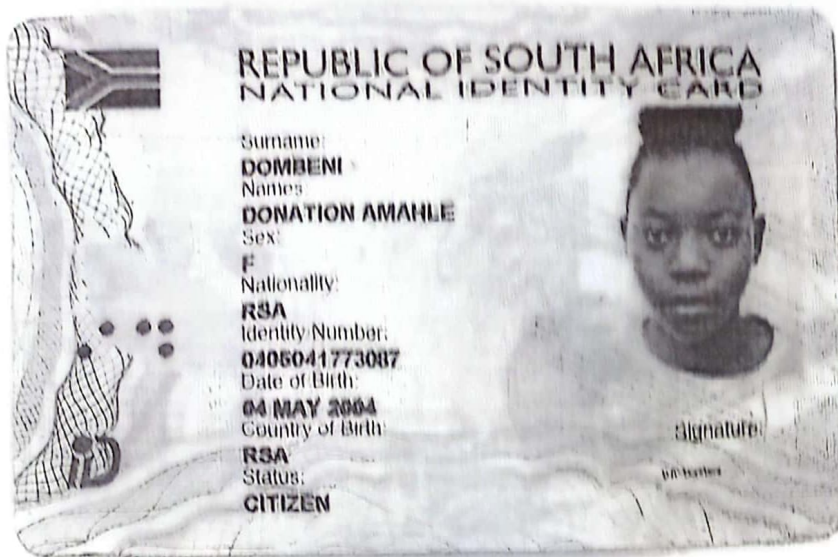 REPUBLIC OF SOUTH AFRICA
NATIONAL IDENTITY CARD
Surname:
DOMBENI
Names
DONATION AMAHLE
Sex:
F
Nationality:
RSA
Identity Number:
0405041773087
Date of Birth:
04 MAY 2004
Country of Birth:
RSA
Status:
CITIZEN
Signature:
iD